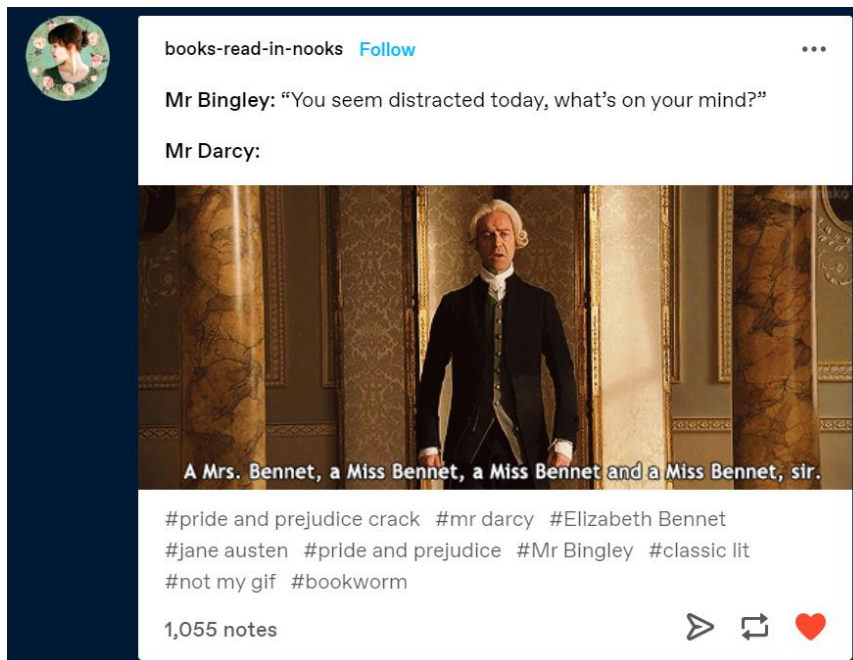 books-read-in-nooks Follow
Mr Bingley: “You seem distracted today, what’s on your mind?”
Mr Darcy:
A Mrs. Bennet, a Miss Bennet, a Miss Bennet and a Miss Bennet, sir.
#pride and prejudice crack #mr darcy #Elizabeth Bennet
#jane austen #pride and prejudice #Mr Bingley #classic lit
#not my gif #bookworm
1,055 notes